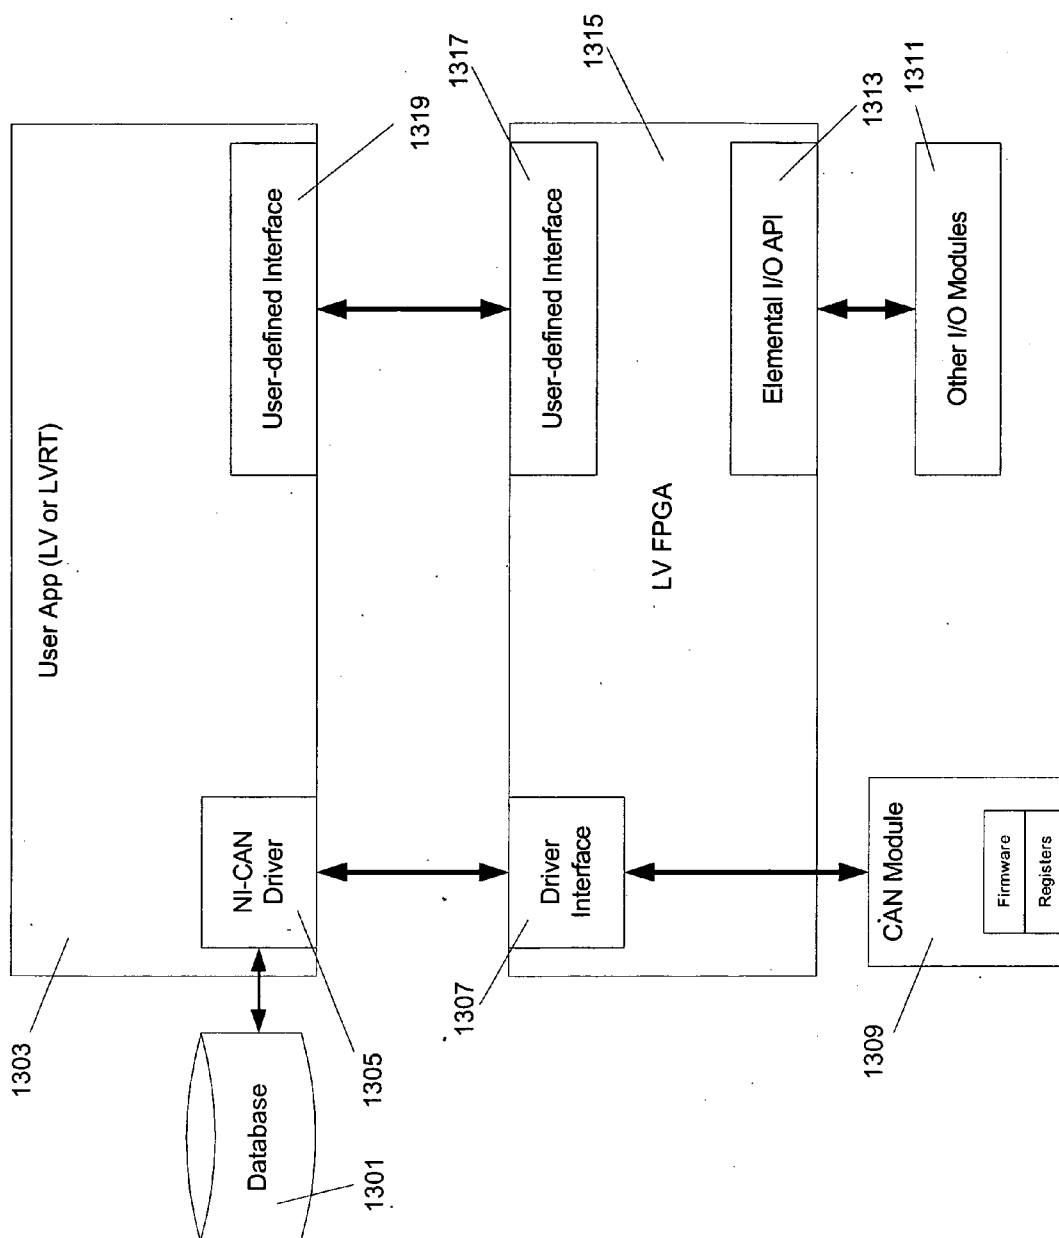 User App (LV or LVRT)
1303
Database
1301
NI-CAN
Driver
1305
User-defined Interface
1319
Driver
Interface
1307
LV FPGA
User-defined Interface
1317
1315
Elemental I/O API
1313
CAN Module
Firmware
Registers
1309
Other I/O Modules
1311